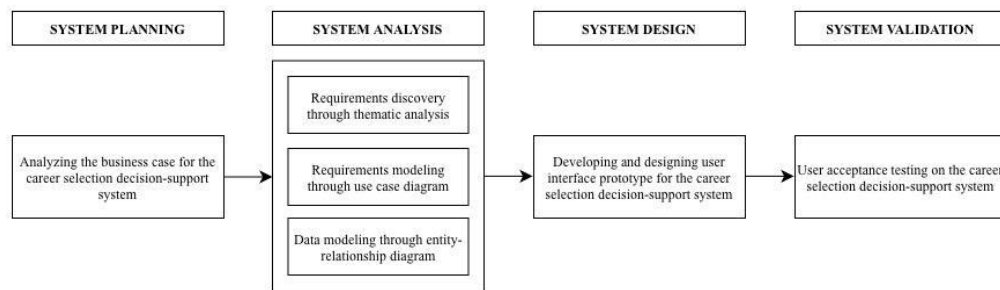 SYSTEM PLANNING
SYSTEM ANALYSIS
SYSTEM DESIGN
SYSTEM VALIDATION
Analyzing the business case for the
career selection decision-support
system
Requirements discovery
through thematic analysis
Requirements modeling
through use case diagram
Data modeling through entity-
relationship diagram
Developing and designing user
interface prototype for the career
selection decision-support system
User acceptance testing on the career
selection decision-support system